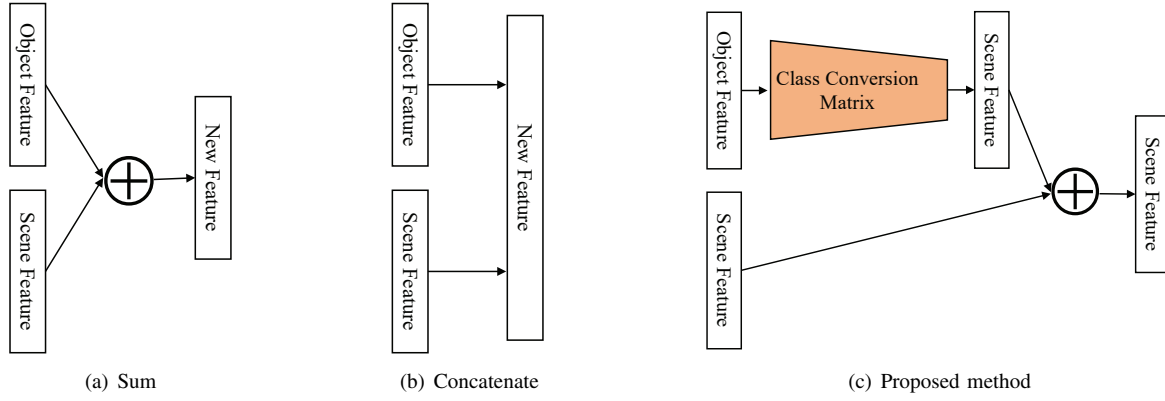 Object Feature
Scene Feature
New Feature
(a) Sum
Object Feature
Scene Feature
New Feature
(b) Concatenate
Object Feature
Class Conversion
Matrix
Scene Feature
Scene Feature
Scene Feature
(c) Proposed method